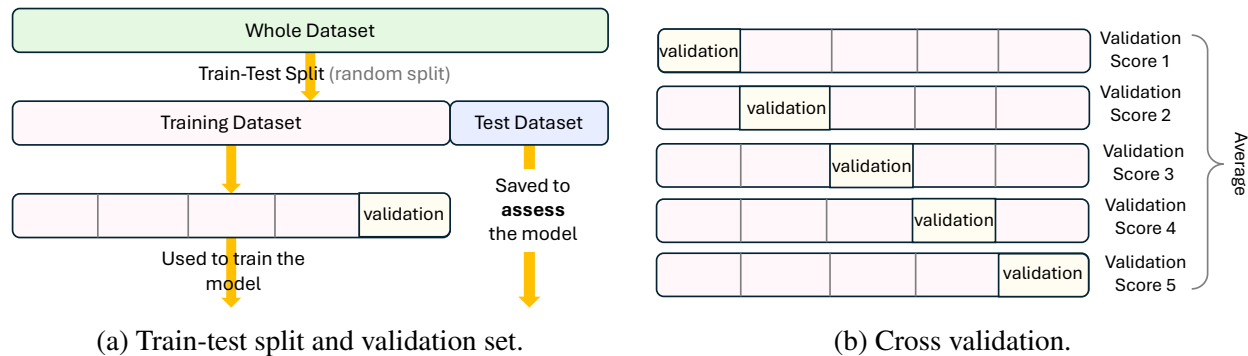 Whole Dataset
Train-Test Split (random split)
Training Dataset
Test Dataset
validation
Saved to
assess
the model
Used to train the
model
(a) Train-test split and validation set.
validation
Validation
Score 1
validation
Validation
Score 2
validation
Validation
Score 3
validation
Validation
Score 4
validation
Validation
Score 5
Average
(b) Cross validation.